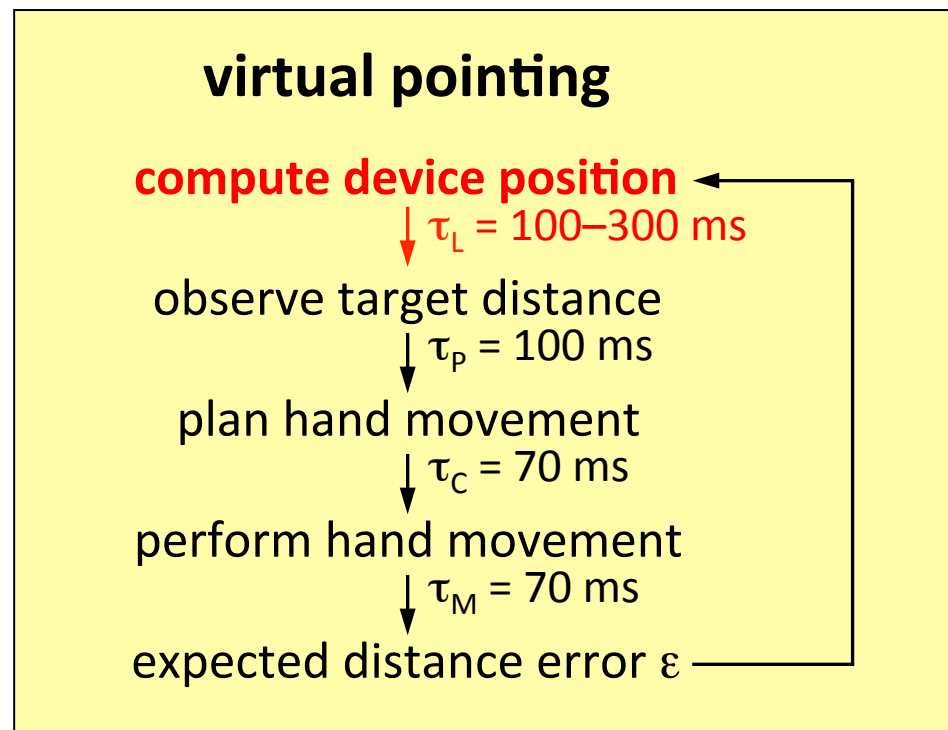 virtual pointing
compute device position
τL = 100–300 ms
observe target distance
τP = 100 ms
plan hand movement
τC = 70 ms
perform hand movement
τM = 70 ms
expected distance error ε